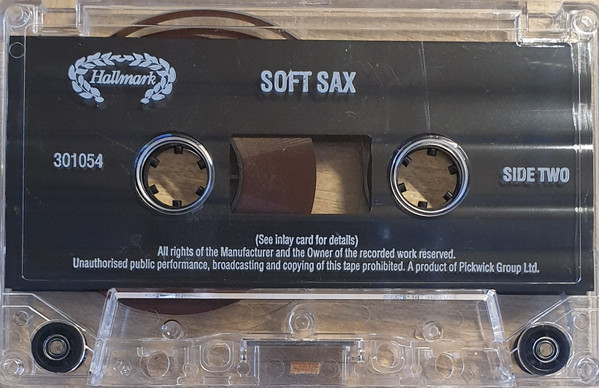 Hallmark
SOFT SAX
301054
SIDE TWO
(See inlay card for details)
All rights of the Manufacturer and the Owner of the recorded work reserved.
Unauthorised public performance, broadcasting and copying of this tape prohibited. A product of Pickwick Group Ltd.